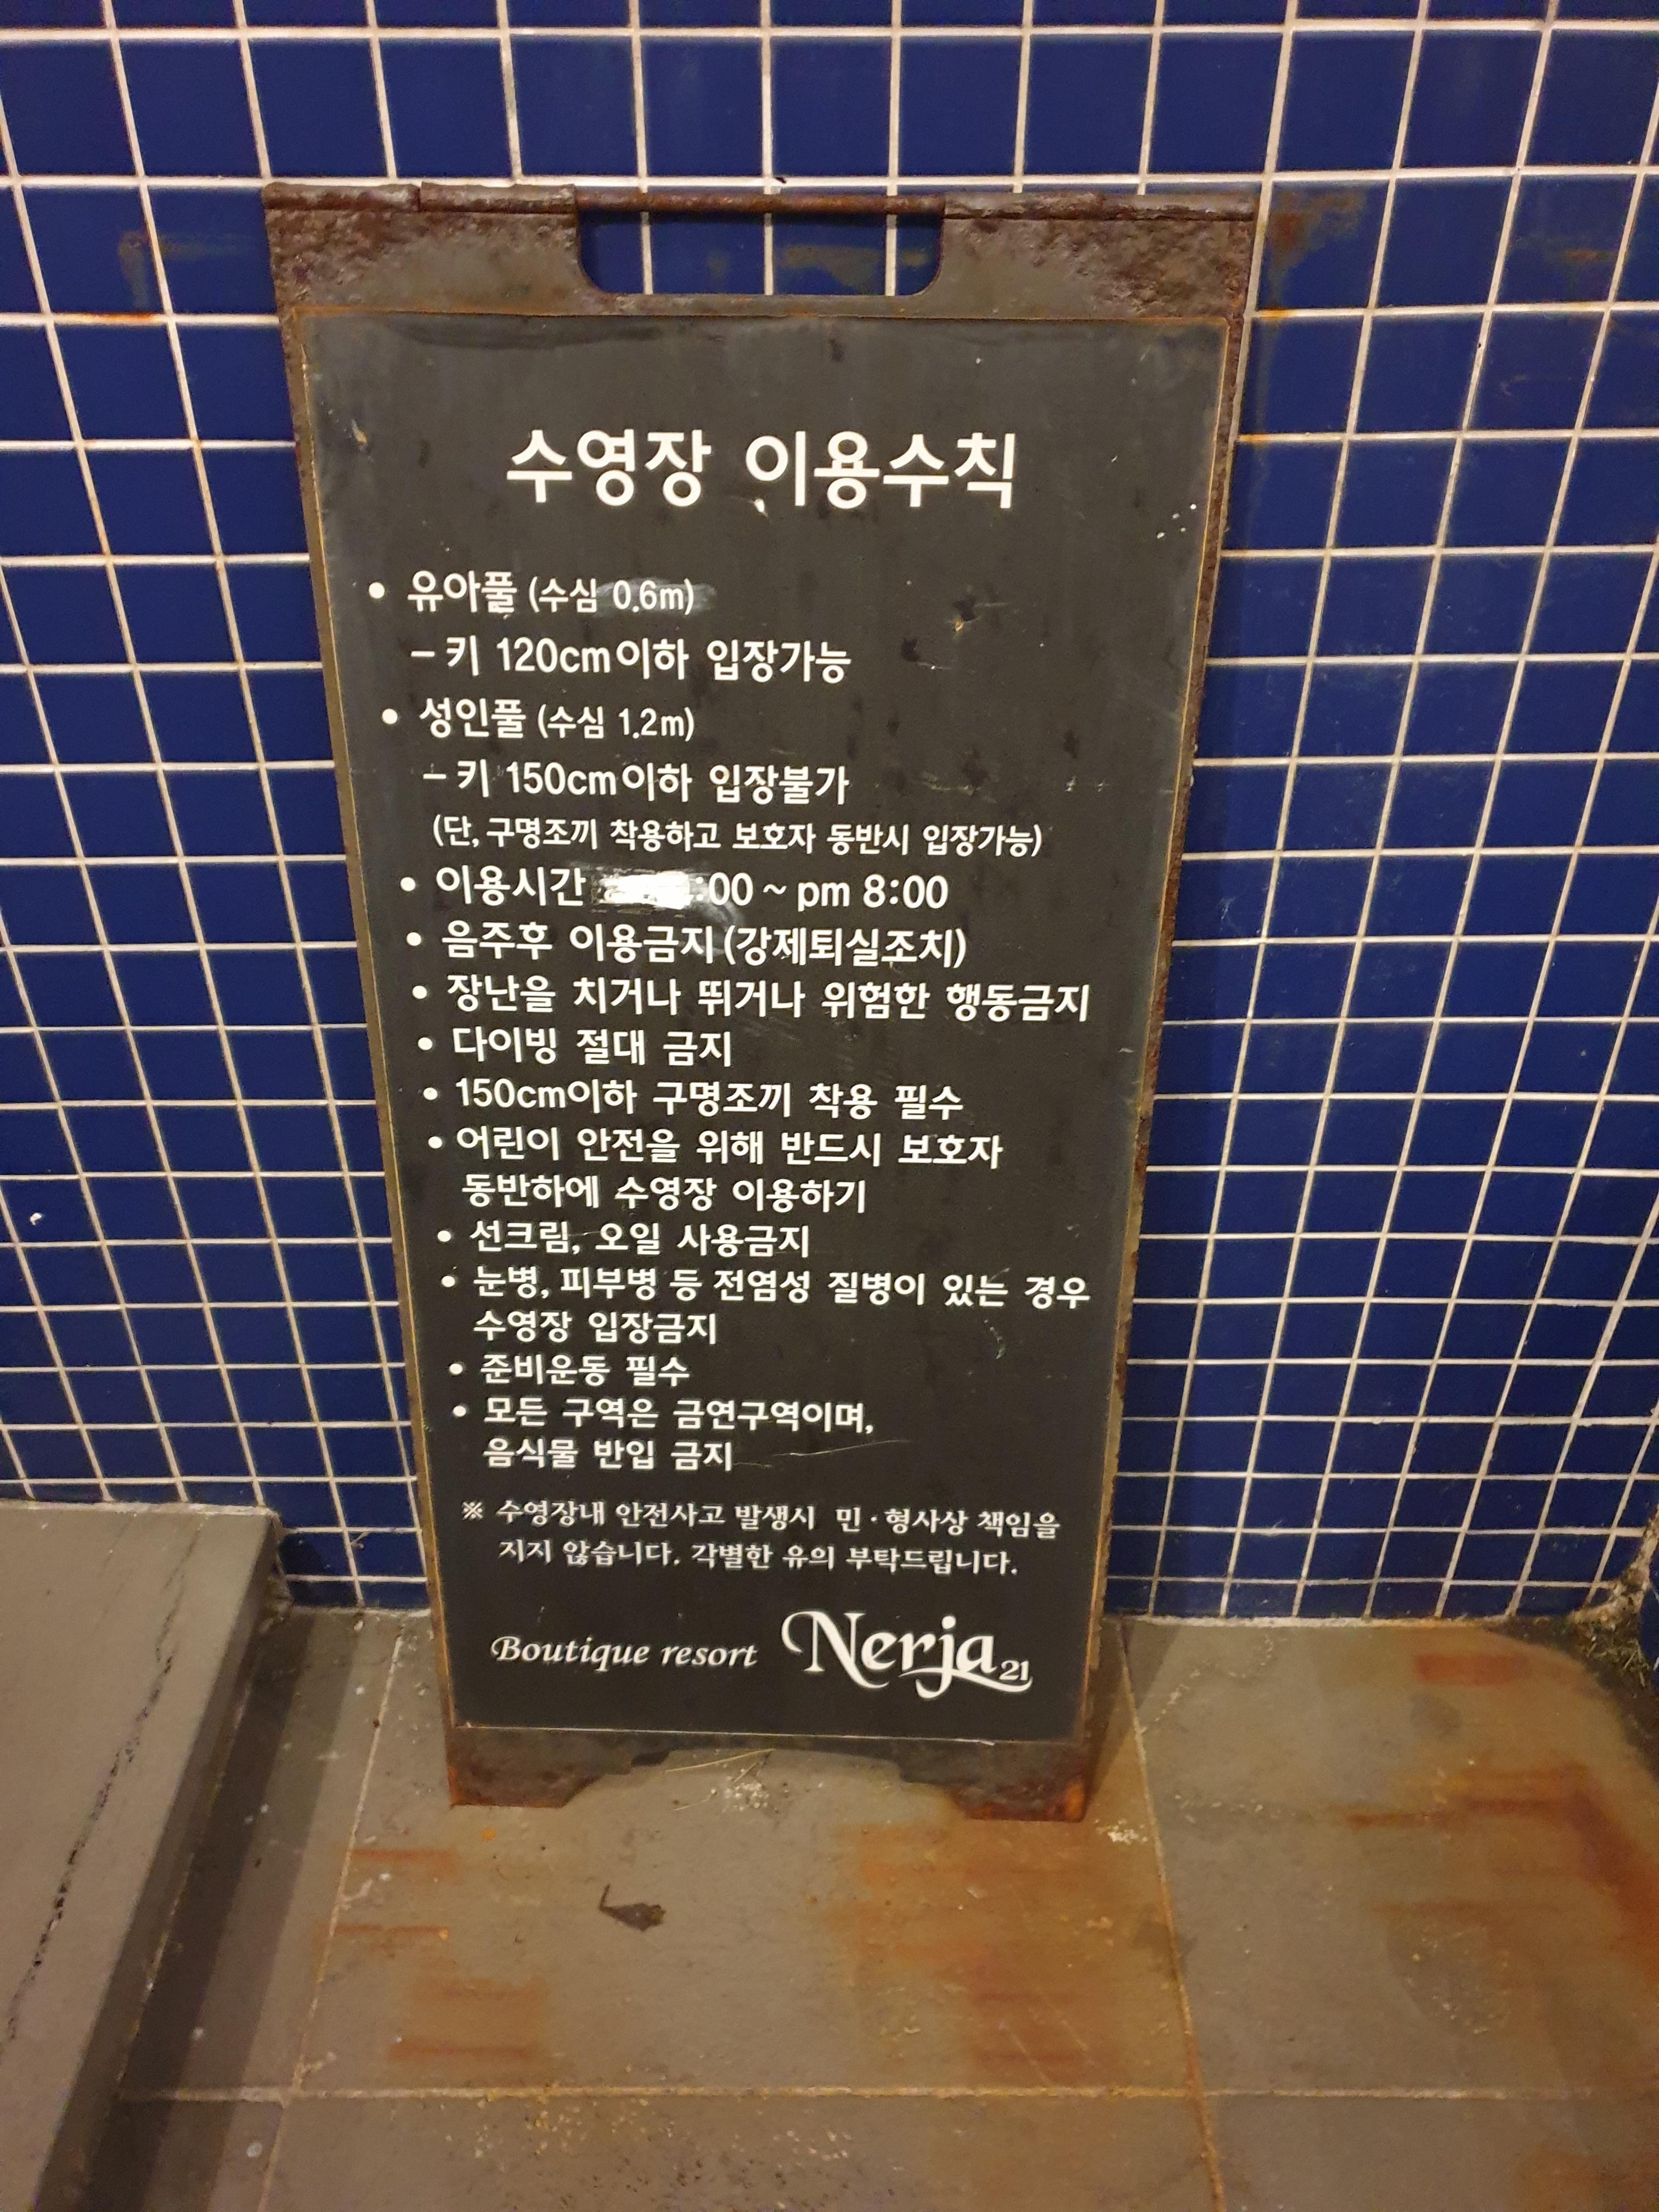 수영장 이용수칙
• 유아풀 (수심 0.6m)
– 키 120cm이하 입장가능
• 성인풀 (수심 1.2m)
– 키 150cm이하 입장불가
(단, 구명조끼 착용하고 보호자 동반시 입장가능)
• 이용시간 :00 ~ pm 8:00
• 음주후 이용금지 (강제퇴실조치)
• 장난을 치거나 뛰거나 위험한 행동금지
• 다이빙 절대 금지
• 150cm이하 구명조끼 착용 필수
• 어린이 안전을 위해 반드시 보호자
동반하에 수영장 이용하기
• 선크림, 오일 사용금지
• 눈병, 피부병 등 전염성 질병이 있는 경우
수영장 입장금지
• 준비운동 필수
• 모든 구역은 금연구역이며,
음식물 반입 금지
※ 수영장내 안전사고 발생시 민·형사상 책임을
지지 않습니다. 각별한 유의 부탁드립니다.
Boutique resort Nerja 21